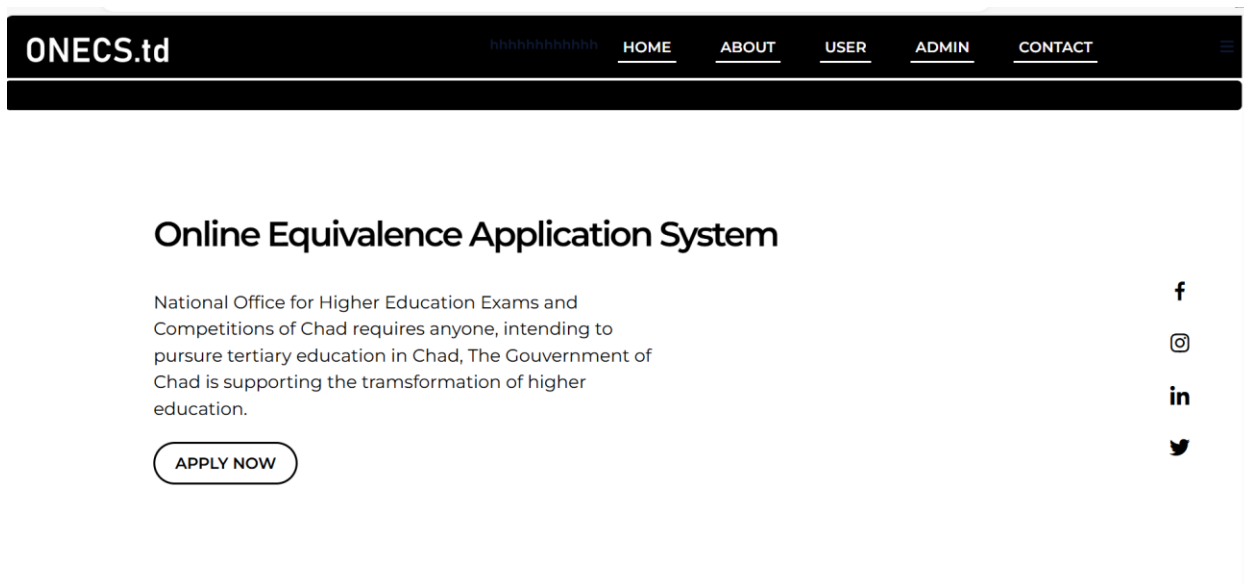 ONECS.td
hhhhhhhhhhhh HOME ABOUT USER ADMIN CONTACT
Online Equivalence Application System
National Office for Higher Education Exams and
Competitions of Chad requires anyone, intending to
pursure tertiary education in Chad, The Gouvernment of
Chad is supporting the tramsformation of higher
education.
APPLY NOW